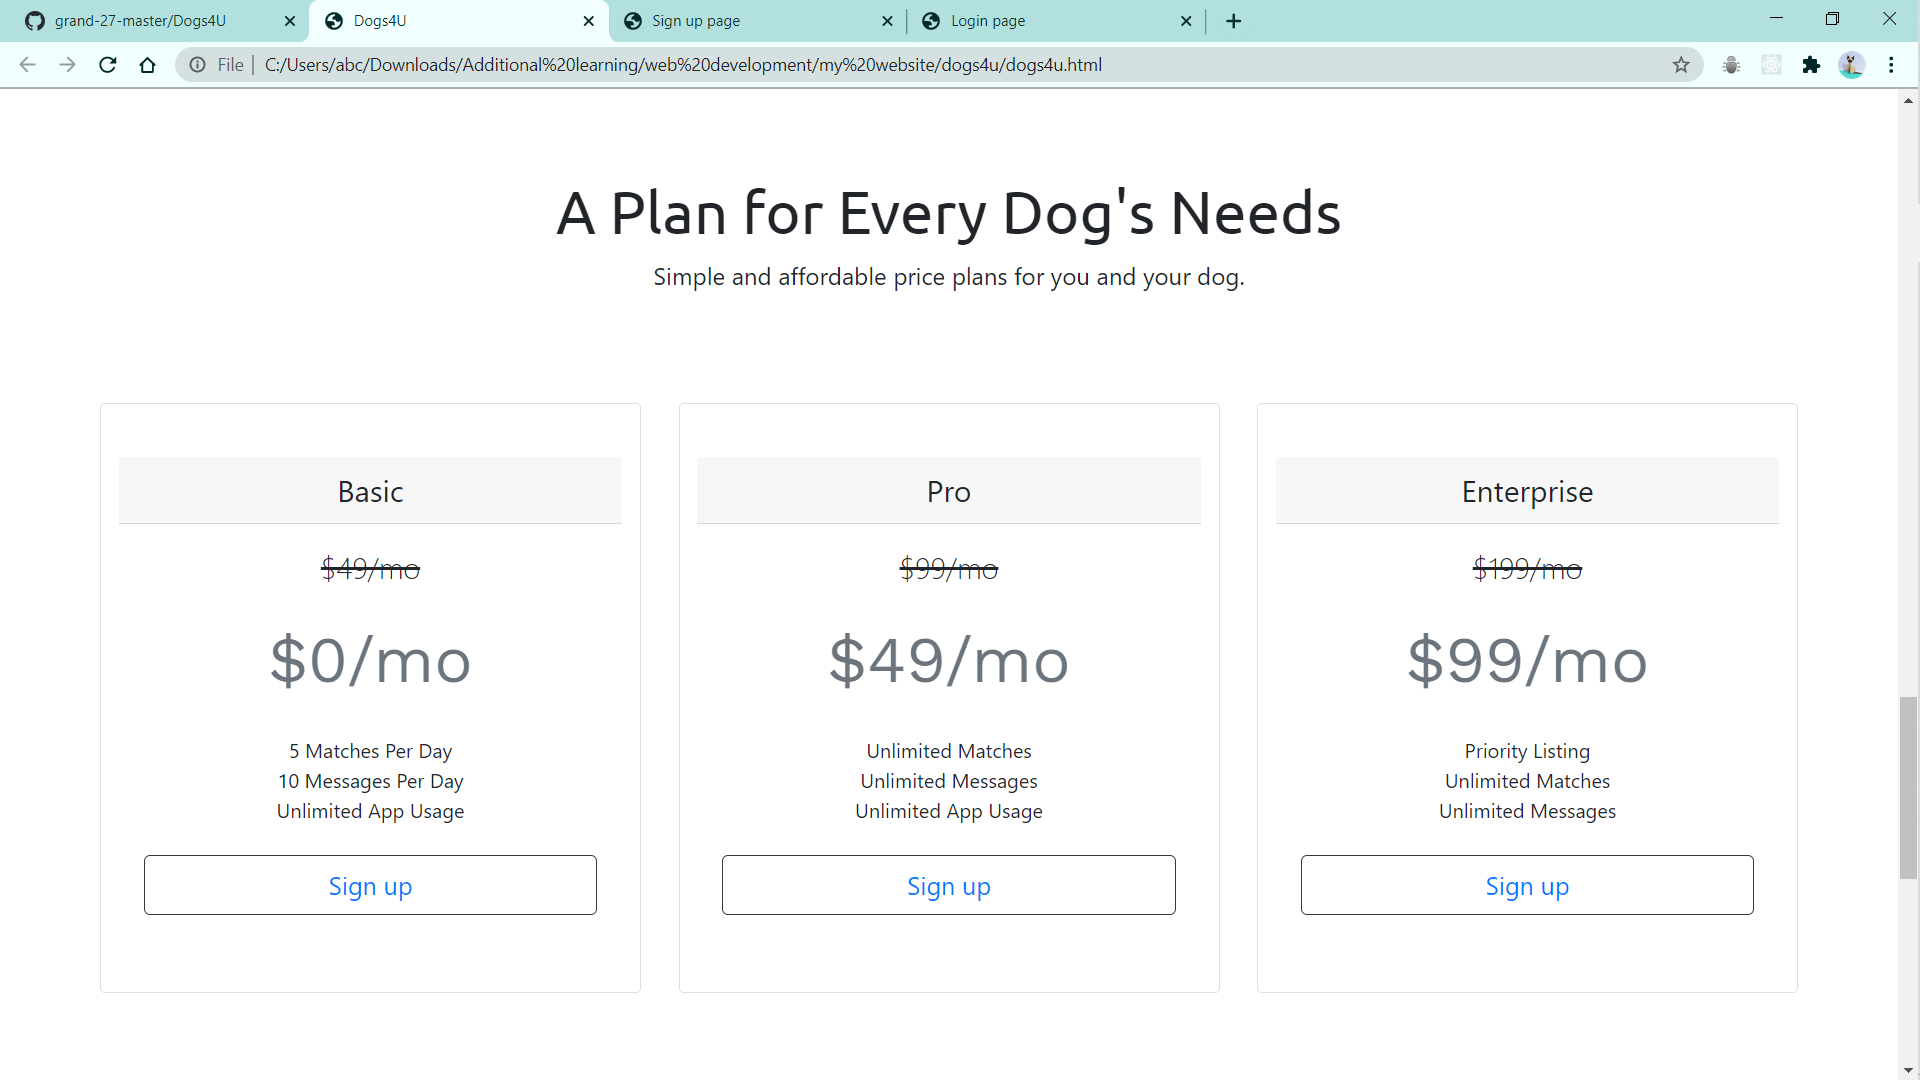 grand-27-master/Dogs4U
Dogs4U
Sign up page
Login page
File | C:/Users/abc/Downloads/Additional%20learning/web%20development/my%20website/dogs4u/dogs4u.html
A Plan for Every Dog's Needs
Simple and affordable price plans for you and your dog.
Basic
$49/mo
$0/mo
5 Matches Per Day
10 Messages Per Day
Unlimited App Usage
Sign up
Pro
$99/mo
$49/mo
Unlimited Matches
Unlimited Messages
Unlimited App Usage
Sign up
Enterprise
$199/mo
$99/mo
Priority Listing
Unlimited Matches
Unlimited Messages
Sign up